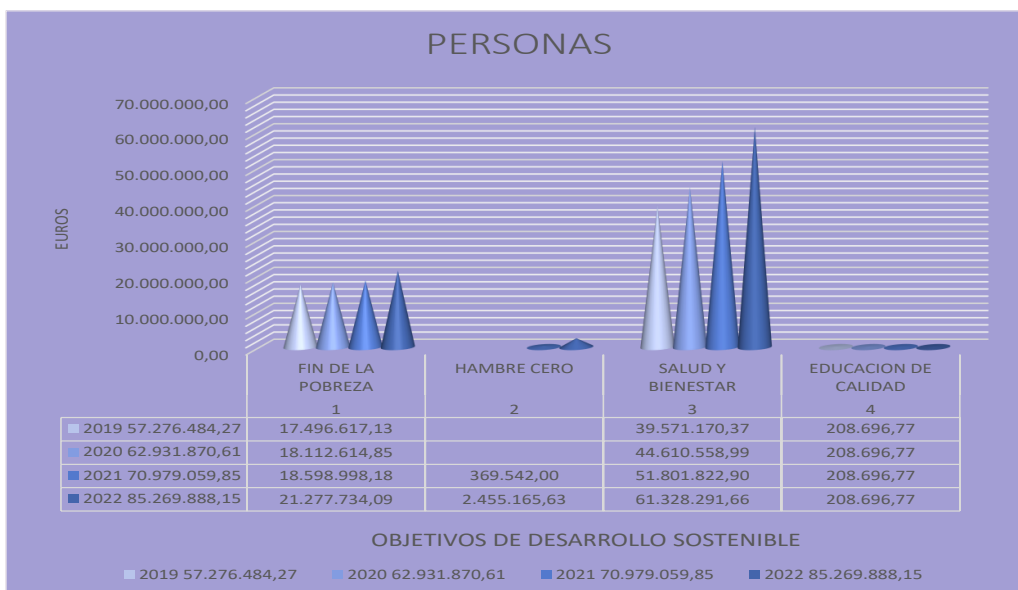 PERSONAS
70.000.000,00
60.000.000,00
50.000.000,00
40.000.000,00
30.000.000,00
20.000.000,00
10.000.000,00
0,00
EUROS
FIN DE LA POBREZA HAMBRE CERO SALUD Y BIENESTAR EDUCACION DE CALIDAD
1 2 3 4
2019 57.276.484,27 17.496.617,13 39.571.170,37 208.696,77
2020 62.931.870,61 18.112.614,85 44.610.558,99 208.696,77
2021 70.979.059,85 18.598.998,18 369.542,00 51.801.822,90 208.696,77
2022 85.269.888,15 21.277.734,09 2.455.165,63 61.328.291,66 208.696,77
OBJETIVOS DE DESARROLLO SOSTENIBLE
2019 57.276.484,27 2020 62.931.870,61 2021 70.979.059,85 2022 85.269.888,15